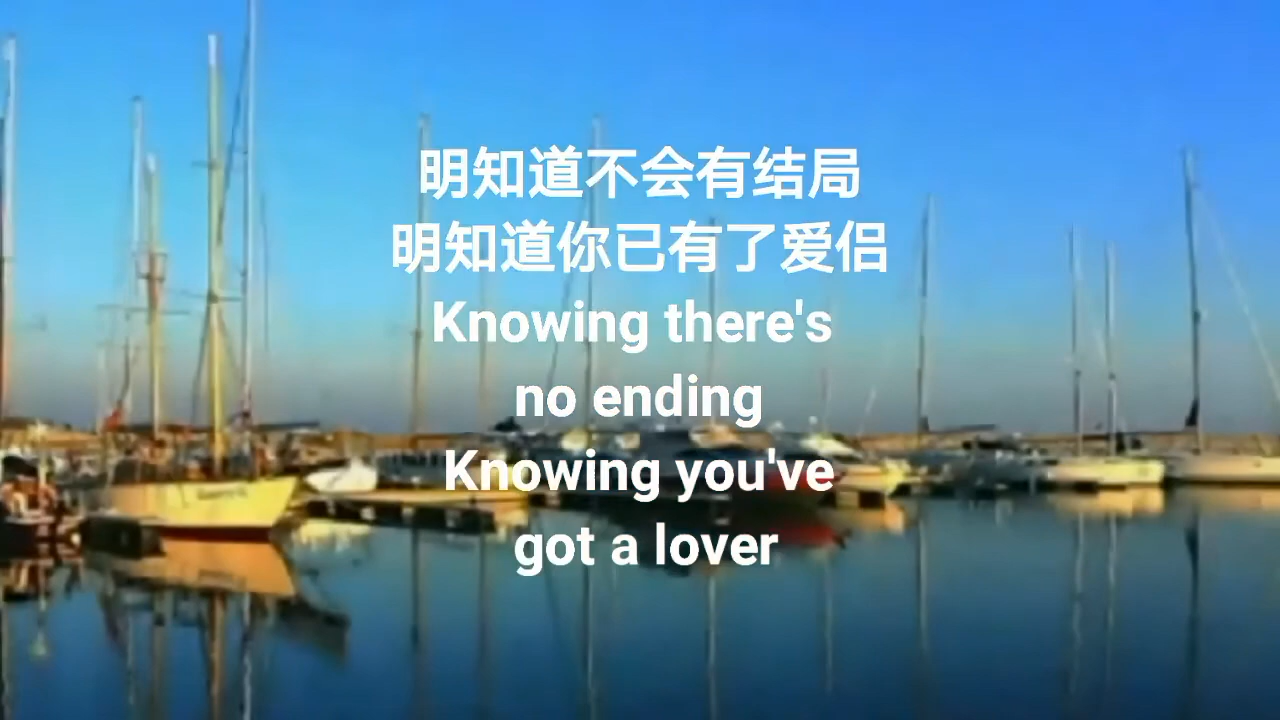 明知道不会有结局
明知道你已有了爱侣
Knowing there's
no ending
Knowing you've
got a lover